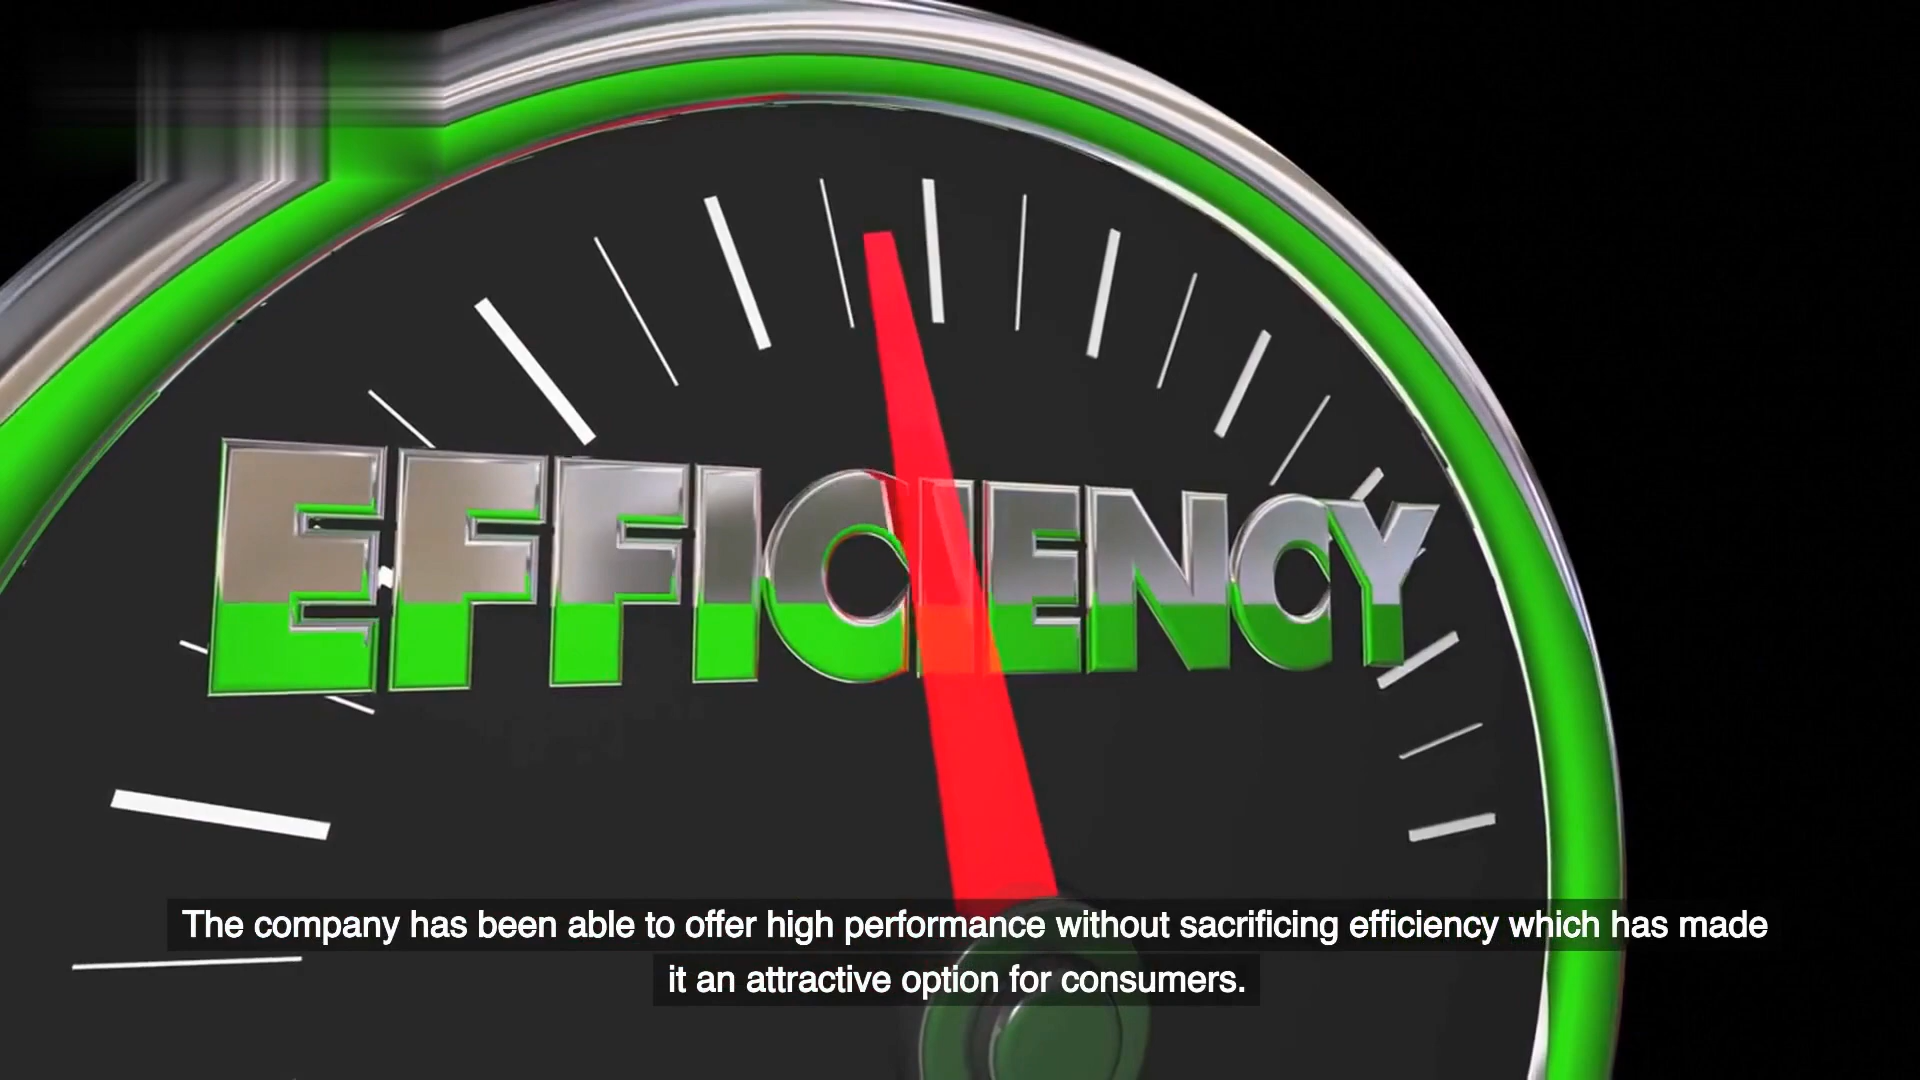 EFFICIENCY
The company has been able to offer high performance without sacrificing efficiency which has made
it an attractive option for consumers.